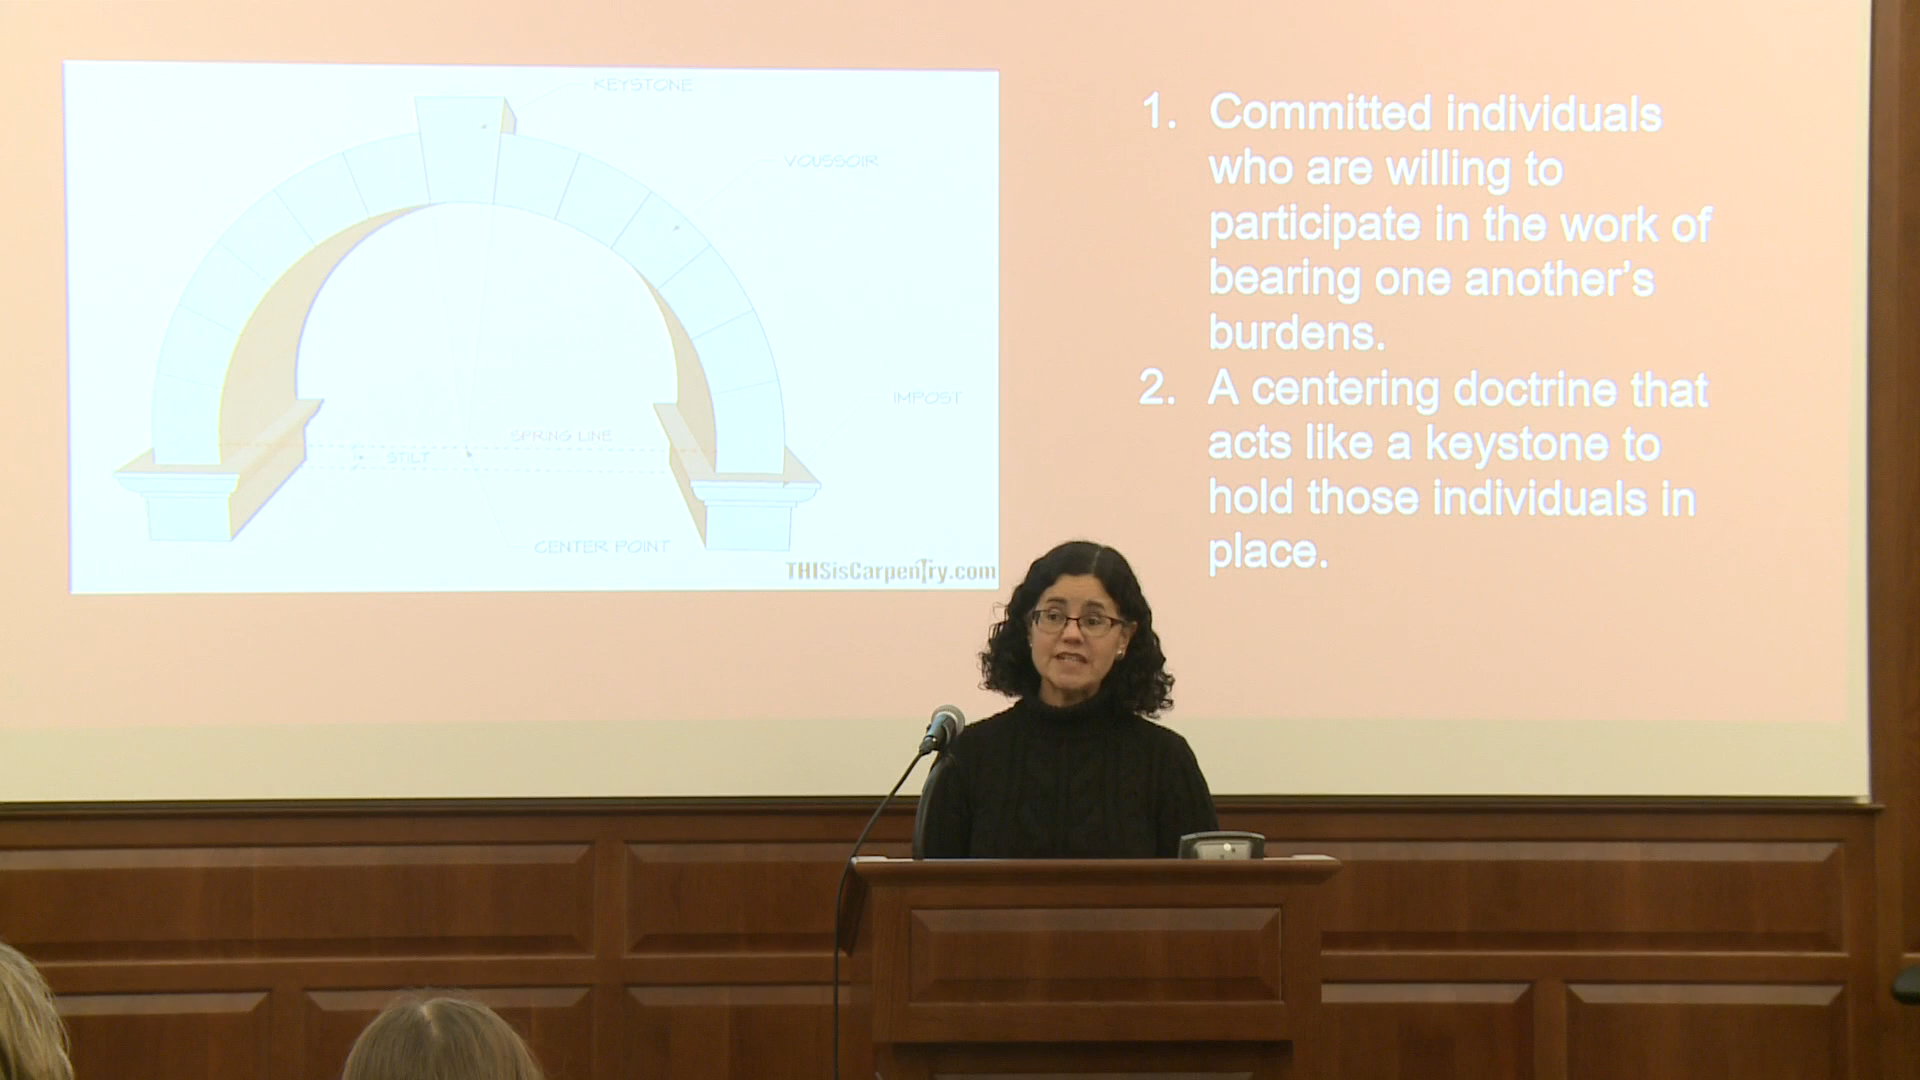 KEYSTONE
VOUSSOIR
IMPOST
SPRING LINE
STILT
CENTER POINT
THISisCarpentry.com
1. Committed individuals
who are willing to
participate in the work of
bearing one another's
burdens.
2. A centering doctrine that
acts like a keystone to
hold those individuals in
place.